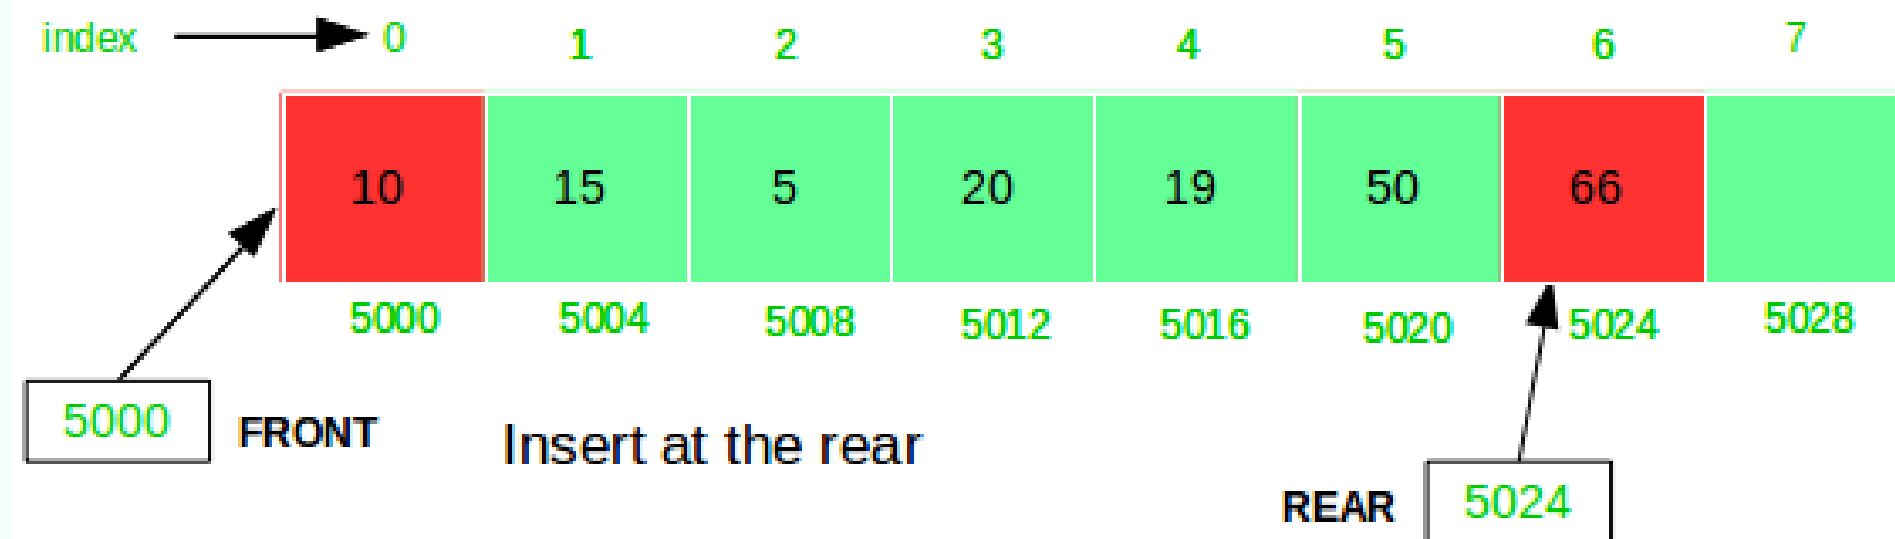 index 0 1 2 3 4 5 6 7
10 15 5 20 19 50 66
5000 5004 5008 5012 5016 5020 5024 5028
5000 FRONT Insert at the rear
REAR 5024